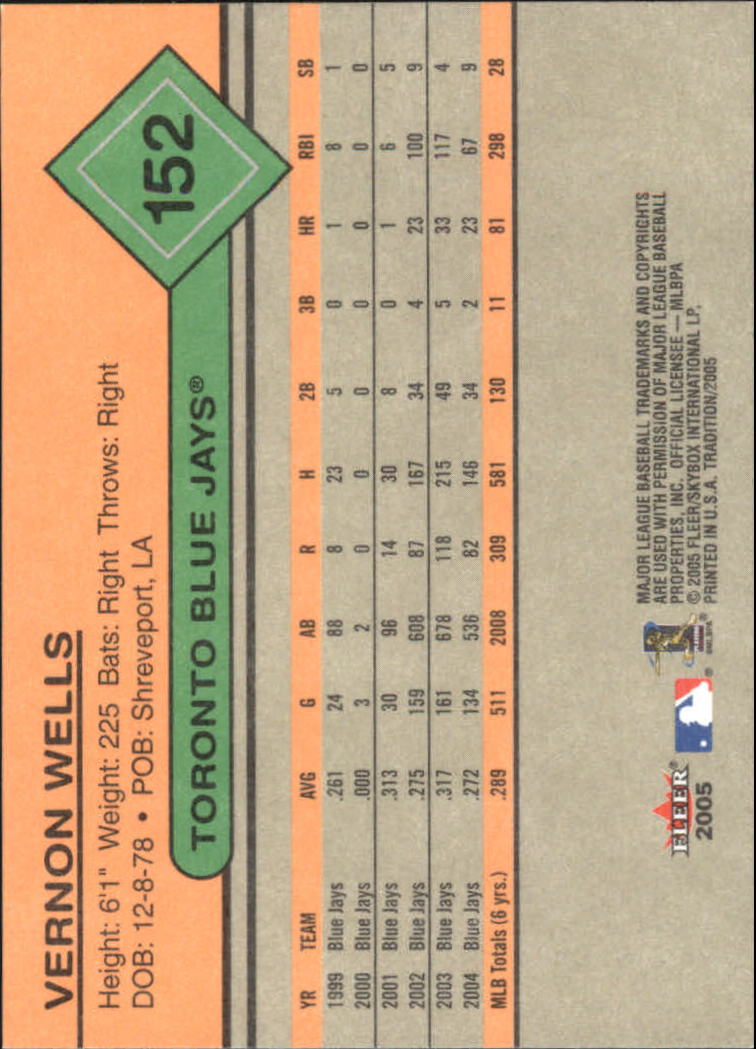 VERNON WELLS
Height: 6'1" Weight: 225 Bats: Right Throws: Right
DOB: 12-8-78 • POB: Shreveport, LA
152
TORONTO BLUE JAYS®
YR TEAM AVG G AB R H 2B 3B HR RBI SB
1999 Blue Jays .261 24 88 8 23 5 0 1 8 1
2000 Blue Jays .000 3 2 0 0 0 0 0 0 0
2001 Blue Jays .313 30 96 14 30 8 0 1 6 5
2002 Blue Jays .275 159 608 87 167 34 4 23 100 9
2003 Blue Jays .317 161 678 118 215 49 5 33 117 4
2004 Blue Jays .272 134 536 82 146 34 2 23 67 9
MLB Totals (6 yrs.) .289 511 2008 309 581 130 11 81 298 28
FLEER®
2005
®
®
©MLBPA
MAJOR LEAGUE BASEBALL TRADEMARKS AND COPYRIGHTS
ARE USED WITH PERMISSION OF MAJOR LEAGUE BASEBALL
PROPERTIES, INC. OFFICIAL LICENSEE — MLBPA
© 2005 FLEER/SKYBOX INTERNATIONAL LP.
PRINTED IN U.S.A. TRADITION/2005